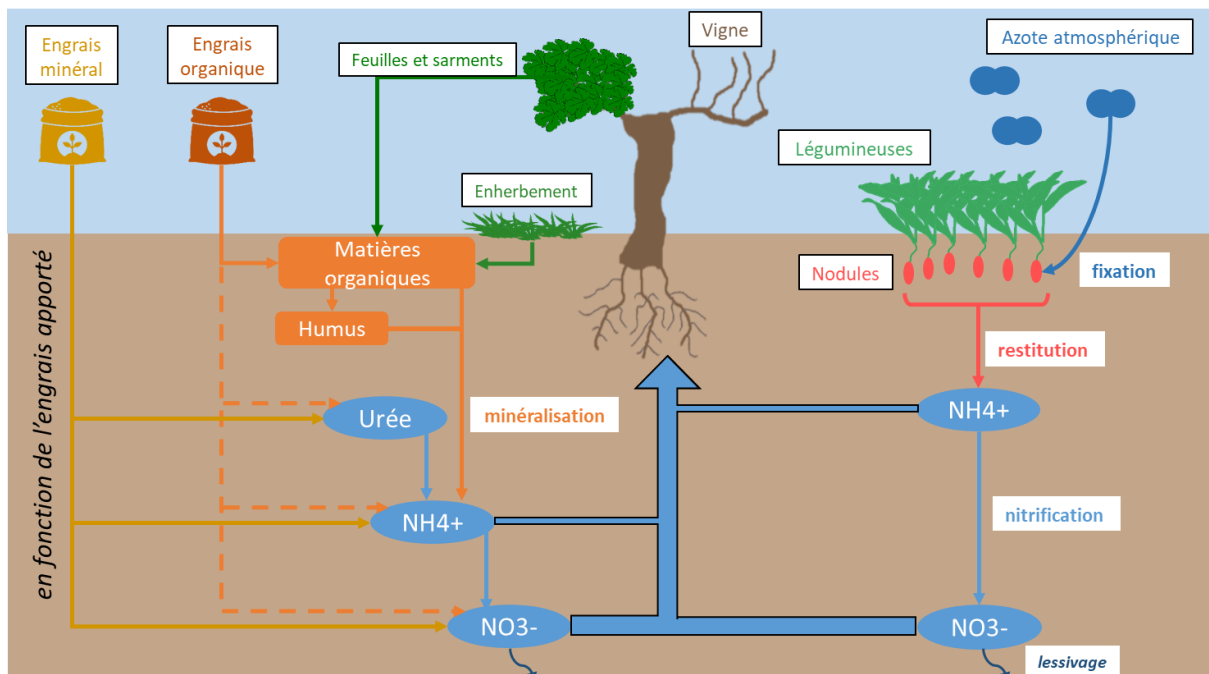 Engrais
minéral
Engrais
organique
Feuilles et sarments
Vigne
Azote atmosphérique
Légumineuses
Enherbement
Matières
organiques
Nodules
fixation
Humus
restitution
en fonction de l'engrais apporté
Urée
minéralisation
NH4+
NH4+
nitrification
NO3-
NO3-
lessivage